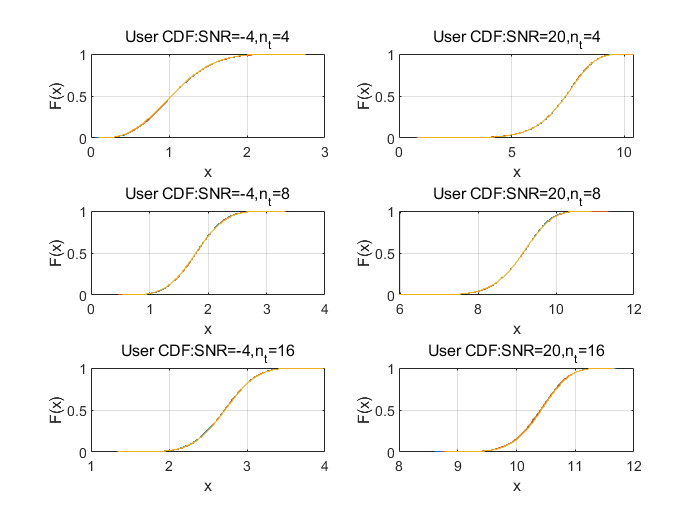 User CDF:SNR=-4,n_t=4
User CDF:SNR=20,n_t=4
1
0.5
0
F(x)
0 1 2 3
x
1
0.5
0
F(x)
0 5 10
x
User CDF:SNR=-4,n_t=8
User CDF:SNR=20,n_t=8
1
0.5
0
F(x)
0 1 2 3 4
x
1
0.5
0
F(x)
6 8 10 12
x
User CDF:SNR=-4,n_t=16
User CDF:SNR=20,n_t=16
1
0.5
0
F(x)
1 2 3 4
x
1
0.5
0
F(x)
8 9 10 11 12
x